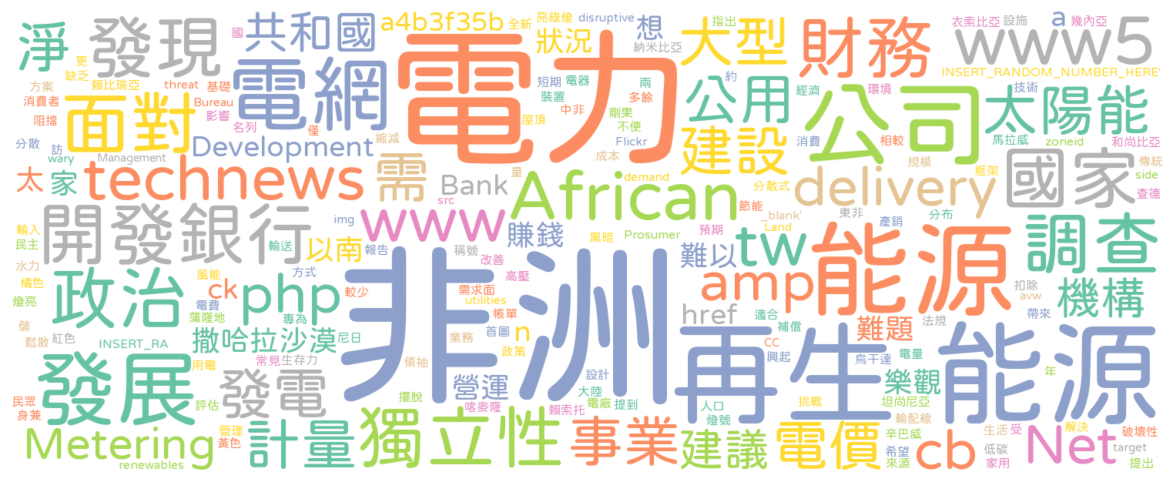 淨 發現 共和國 a4b3f35b 全新 亮綠燈 disruptive 想 大型 財務 衣索比亞 設施 a 幾內亞
國 狀況 納米比亞 指出 www5
更 方案 缺乏 賴比瑞亞 threat 基礎 電網 電力 短期 電器 兩 約 公用 經濟 環境 INSERT_RANDOM_NUMBER_HERE'
消費者 面對 Bureau 影響 裝置 中非 多餘 剛果 公司 技術 太陽能
阻擋 名列 僅 縮減 屋頂 不便 建設 消費 相較 馬拉威 和尚比亞
分散 訪 Management Development 成本 Flickr 規模 zoneid 傳統
太 家 wary technews 需 Bank 量 demand 分散式 框架 國家 side
src African 節能 delivery 查德
開發銀行 img www 賺錢 預期 _blank' 東非 產銷 分布 調查
輸入 民主 輸送 以南 報告 稱號 黑暗 Prosumer Land 難以 tw 能源
水力 橘色 政治 風能 方式 改善 高壓 扣除 機構
燈亮 ck php 較少 需求面 href amp avw
儲 電費 專為 薄暮地 帳單 utilities 適合 補償 難題 法規 帶來
鬆散 紅色 撒哈拉沙漠 尼日 業務 首圖 n cc 興起
INSERT_RA 常見 生存力 領袖 政策 烏干達 電量
發展 發電 用電 非洲 營運 設計 再生 樂觀 能源 年
民眾 擺脫 大陸 坦尚尼亞
身兼 評估 喀麥隆 賴索托 電廠 提到 人口 挑戰 輸配線
Metering 管理 計量 獨立性 事業 燈號 建議 電價 辛巴威 生活 受 解決 破壞性
黃色 希望 cb Net
renewables 來源 低碳 家用 target 提出